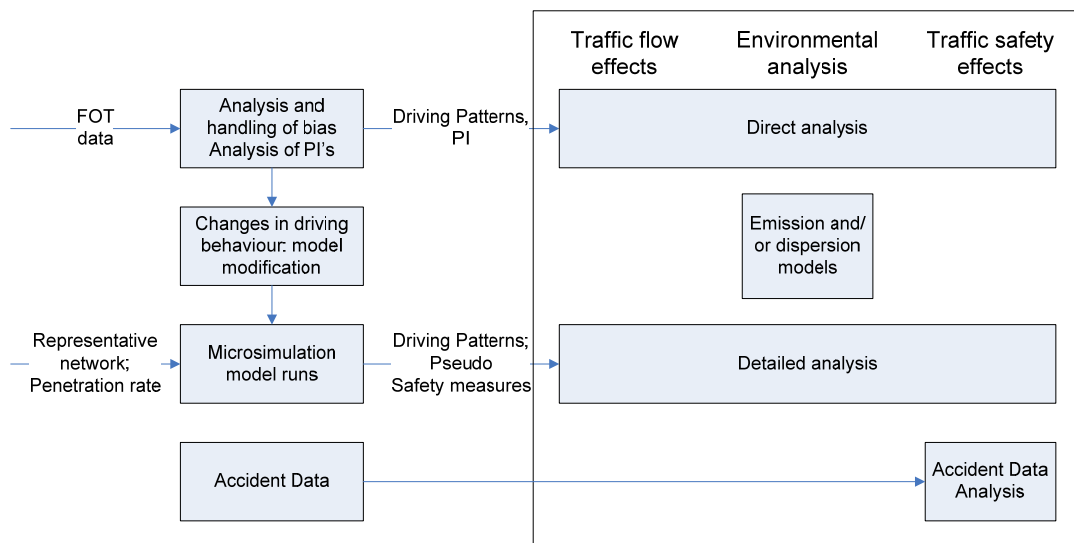 Traffic flow
effects
Environmental
analysis
Traffic safety
effects
FOT
data
Analysis and
handling of bias
Analysis of PI's
Driving Patterns,
PI
Direct analysis
Changes in driving
behaviour: model
modification
Emission and/
or dispersion
models
Representative
network;
Penetration rate
Microsimulation
model runs
Driving Patterns;
Pseudo
Safety measures
Detailed analysis
Accident Data
Accident Data
Analysis